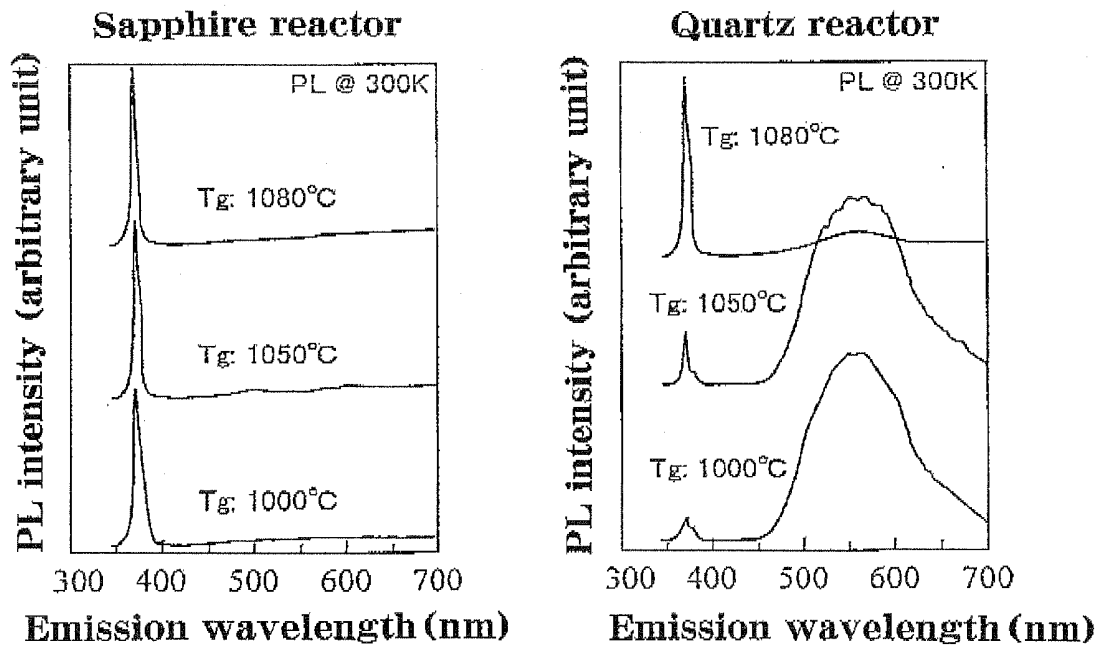 Sapphire reactor
PL @ 300K
Tg: 1080°C
Tg: 1050°C
Tg: 1000°C
PL intensity (arbitrary unit)
300 400 500 600 700
Emission wavelength (nm)
Quartz reactor
PL @ 300K
Tg: 1080°C
Tg: 1050°C
Tg: 1000°C
PL intensity (arbitrary unit)
300 400 500 600 700
Emission wavelength (nm)